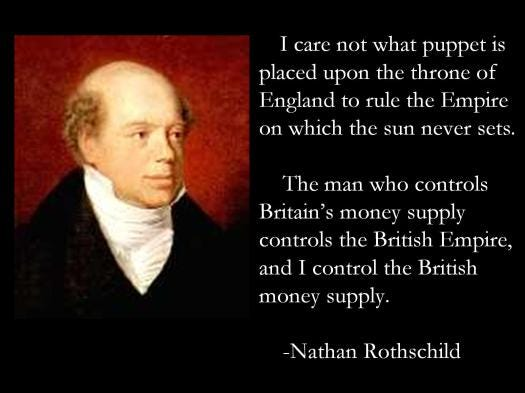 I care not what puppet is
placed upon the throne of
England to rule the Empire
on which the sun never sets.
The man who controls
Britain's money supply
controls the British Empire,
and I control the British
money supply.
-Nathan Rothschild